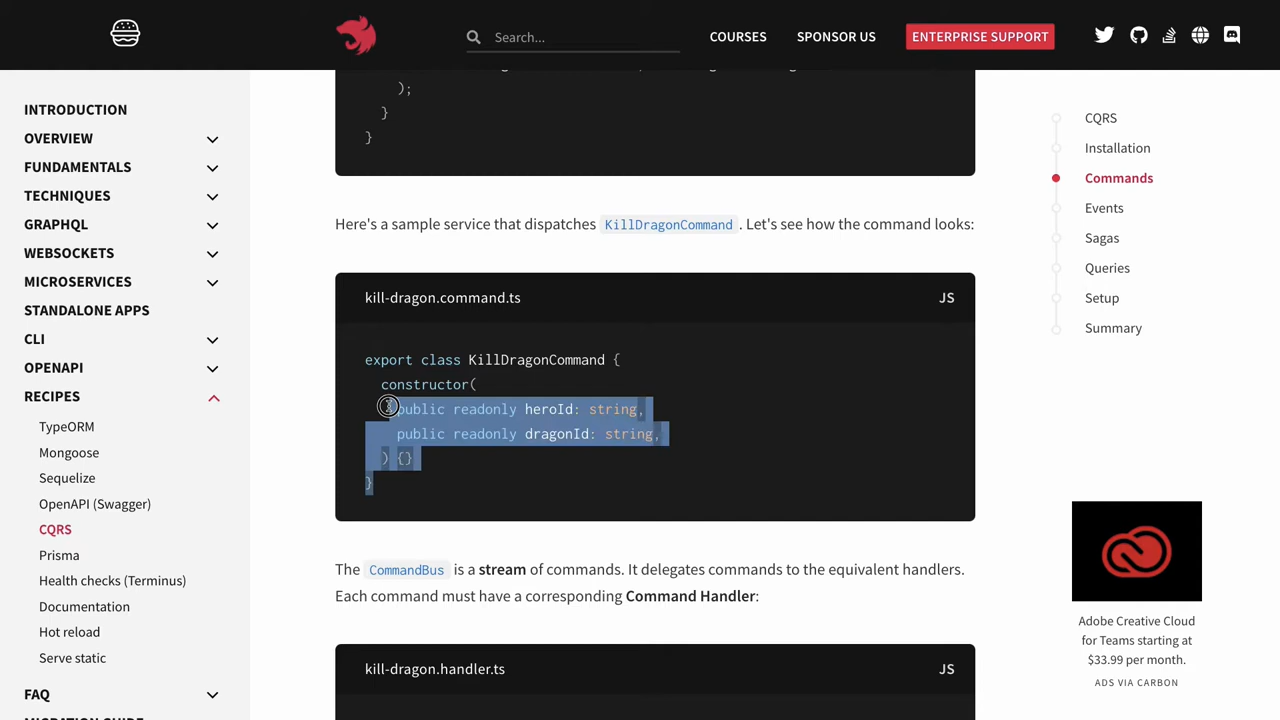 Search...
COURSES
SPONSOR US
ENTERPRISE SUPPORT
INTRODUCTION
OVERVIEW
FUNDAMENTALS
TECHNIQUES
GRAPHQL
WEBSOCKETS
MICROSERVICES
STANDALONE APPS
CLI
OPENAPI
RECIPES
TypeORM
Mongoose
Sequelize
OpenAPI (Swagger)
CQRS
Prisma
Health checks (Terminus)
Documentation
Hot reload
Serve static
FAQ
);
}
}
Here's a sample service that dispatches KillDragonCommand. Let's see how the command looks:
kill-dragon.command.ts JS
export class KillDragonCommand {
constructor(
public readonly heroId: string,
public readonly dragonId: string,
) {}
}
The CommandBus is a stream of commands. It delegates commands to the equivalent handlers.
Each command must have a corresponding Command Handler:
kill-dragon.handler.ts JS
CQRS
Installation
Commands
Events
Sagas
Queries
Setup
Summary
Adobe Creative Cloud
for Teams starting at
$33.99 per month.
ADS VIA CARBON